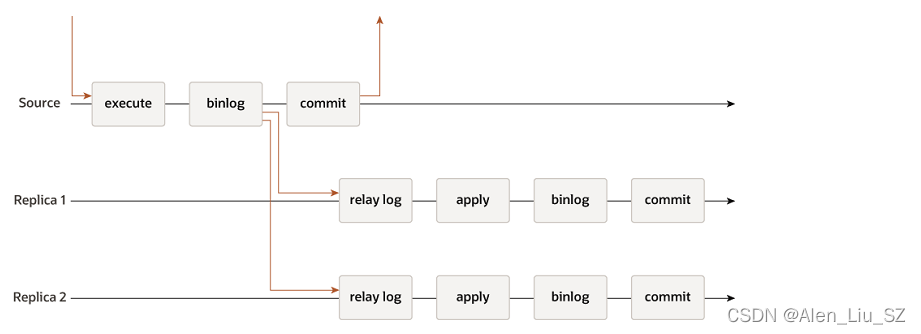 Source execute binlog commit
Replica 1 relay log apply binlog commit
Replica 2 relay log apply binlog commit
CSDN @Alen_Liu_SZ